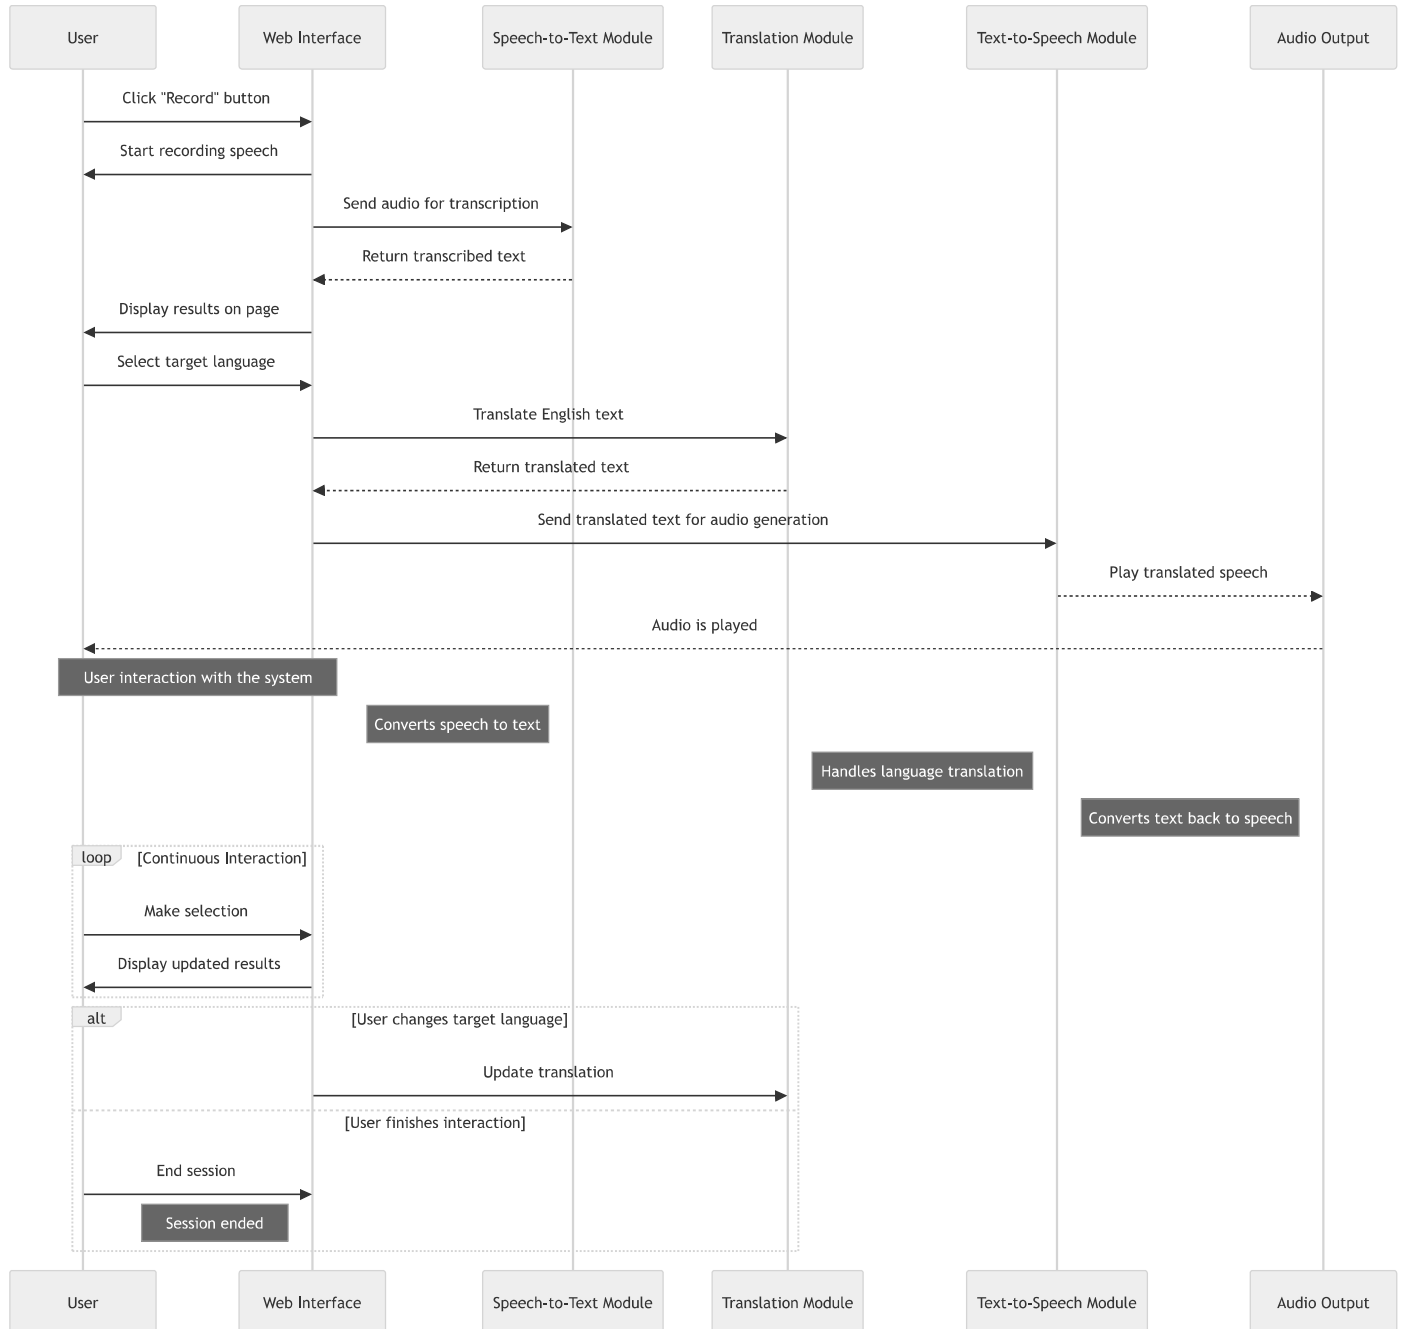 User
Web Interface
Speech-to-Text Module
Translation Module
Text-to-Speech Module
Audio Output
Click "Record" button
Start recording speech
Send audio for transcription
Return transcribed text
Display results on page
Select target language
Translate English text
Return translated text
Send translated text for audio generation
Play translated speech
Audio is played
User interaction with the system
Converts speech to text
Handles language translation
Converts text back to speech
loop [Continuous Interaction]
Make selection
Display updated results
alt [User changes target language]
Update translation
[User finishes interaction]
End session
Session ended
User
Web Interface
Speech-to-Text Module
Translation Module
Text-to-Speech Module
Audio Output